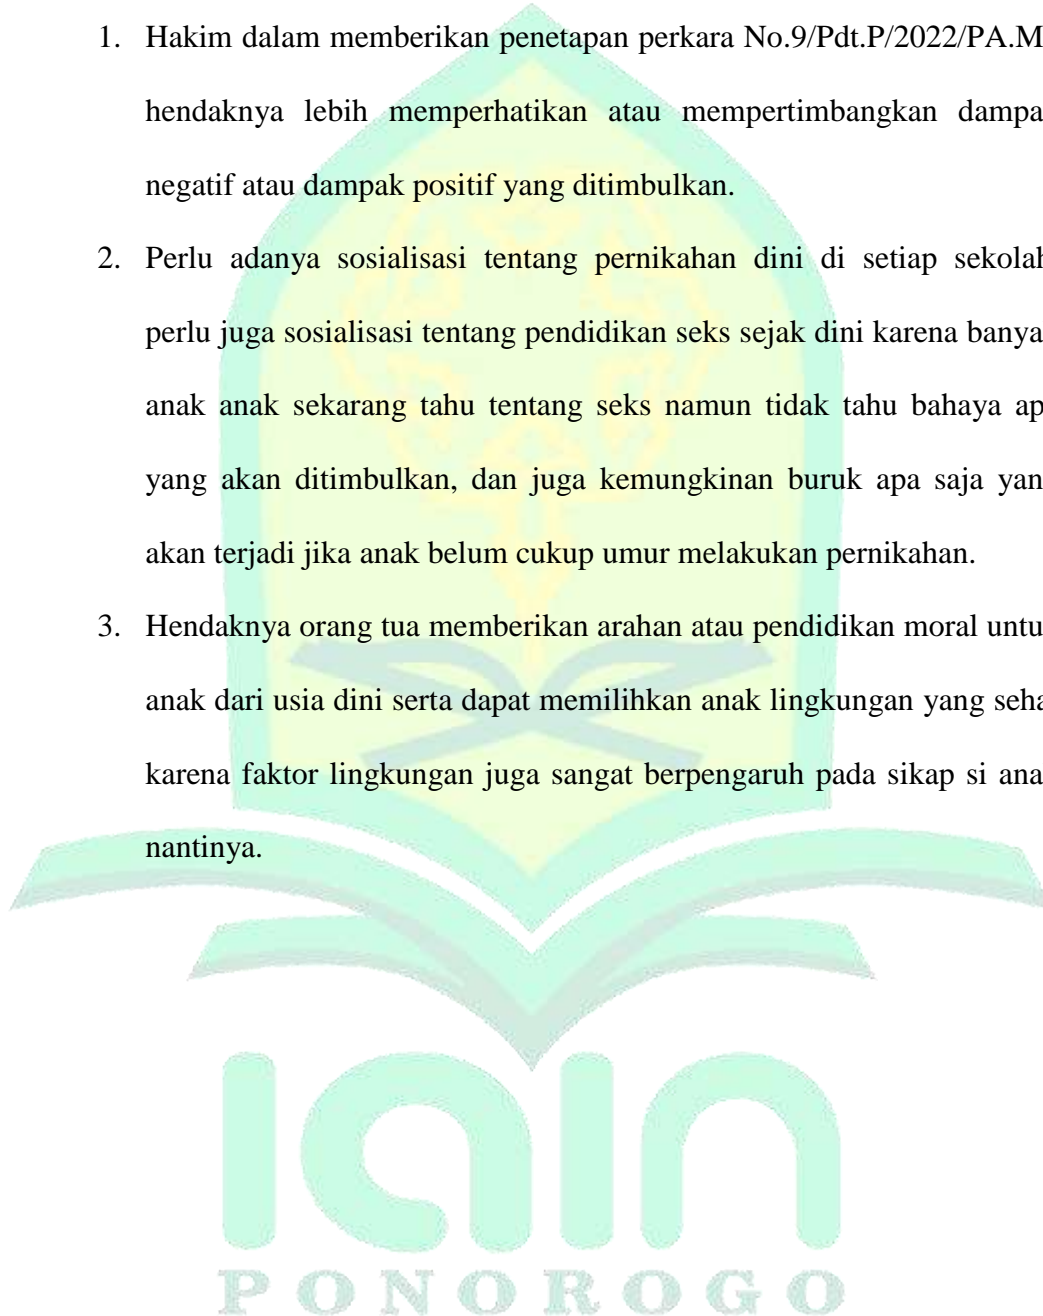 1. Hakim dalam memberikan penetapan perkara No.9/Pdt.P/2022/PA.M
hendaknya lebih memperhatikan atau mempertimbangkan dampa
negatif atau dampak positif yang ditimbulkan.
2. Perlu adanya sosialisasi tentang pernikahan dini di setiap sekolah
perlu juga sosialisasi tentang pendidikan seks sejak dini karena banya
anak anak sekarang tahu tentang seks namun tidak tahu bahaya ap
yang akan ditimbulkan, dan juga kemungkinan buruk apa saja yan
akan terjadi jika anak belum cukup umur melakukan pernikahan.
3. Hendaknya orang tua memberikan arahan atau pendidikan moral untu
anak dari usia dini serta dapat memilihkan anak lingkungan yang seha
karena faktor lingkungan juga sangat berpengaruh pada sikap si ana
nantinya.
iain
PONOROGO